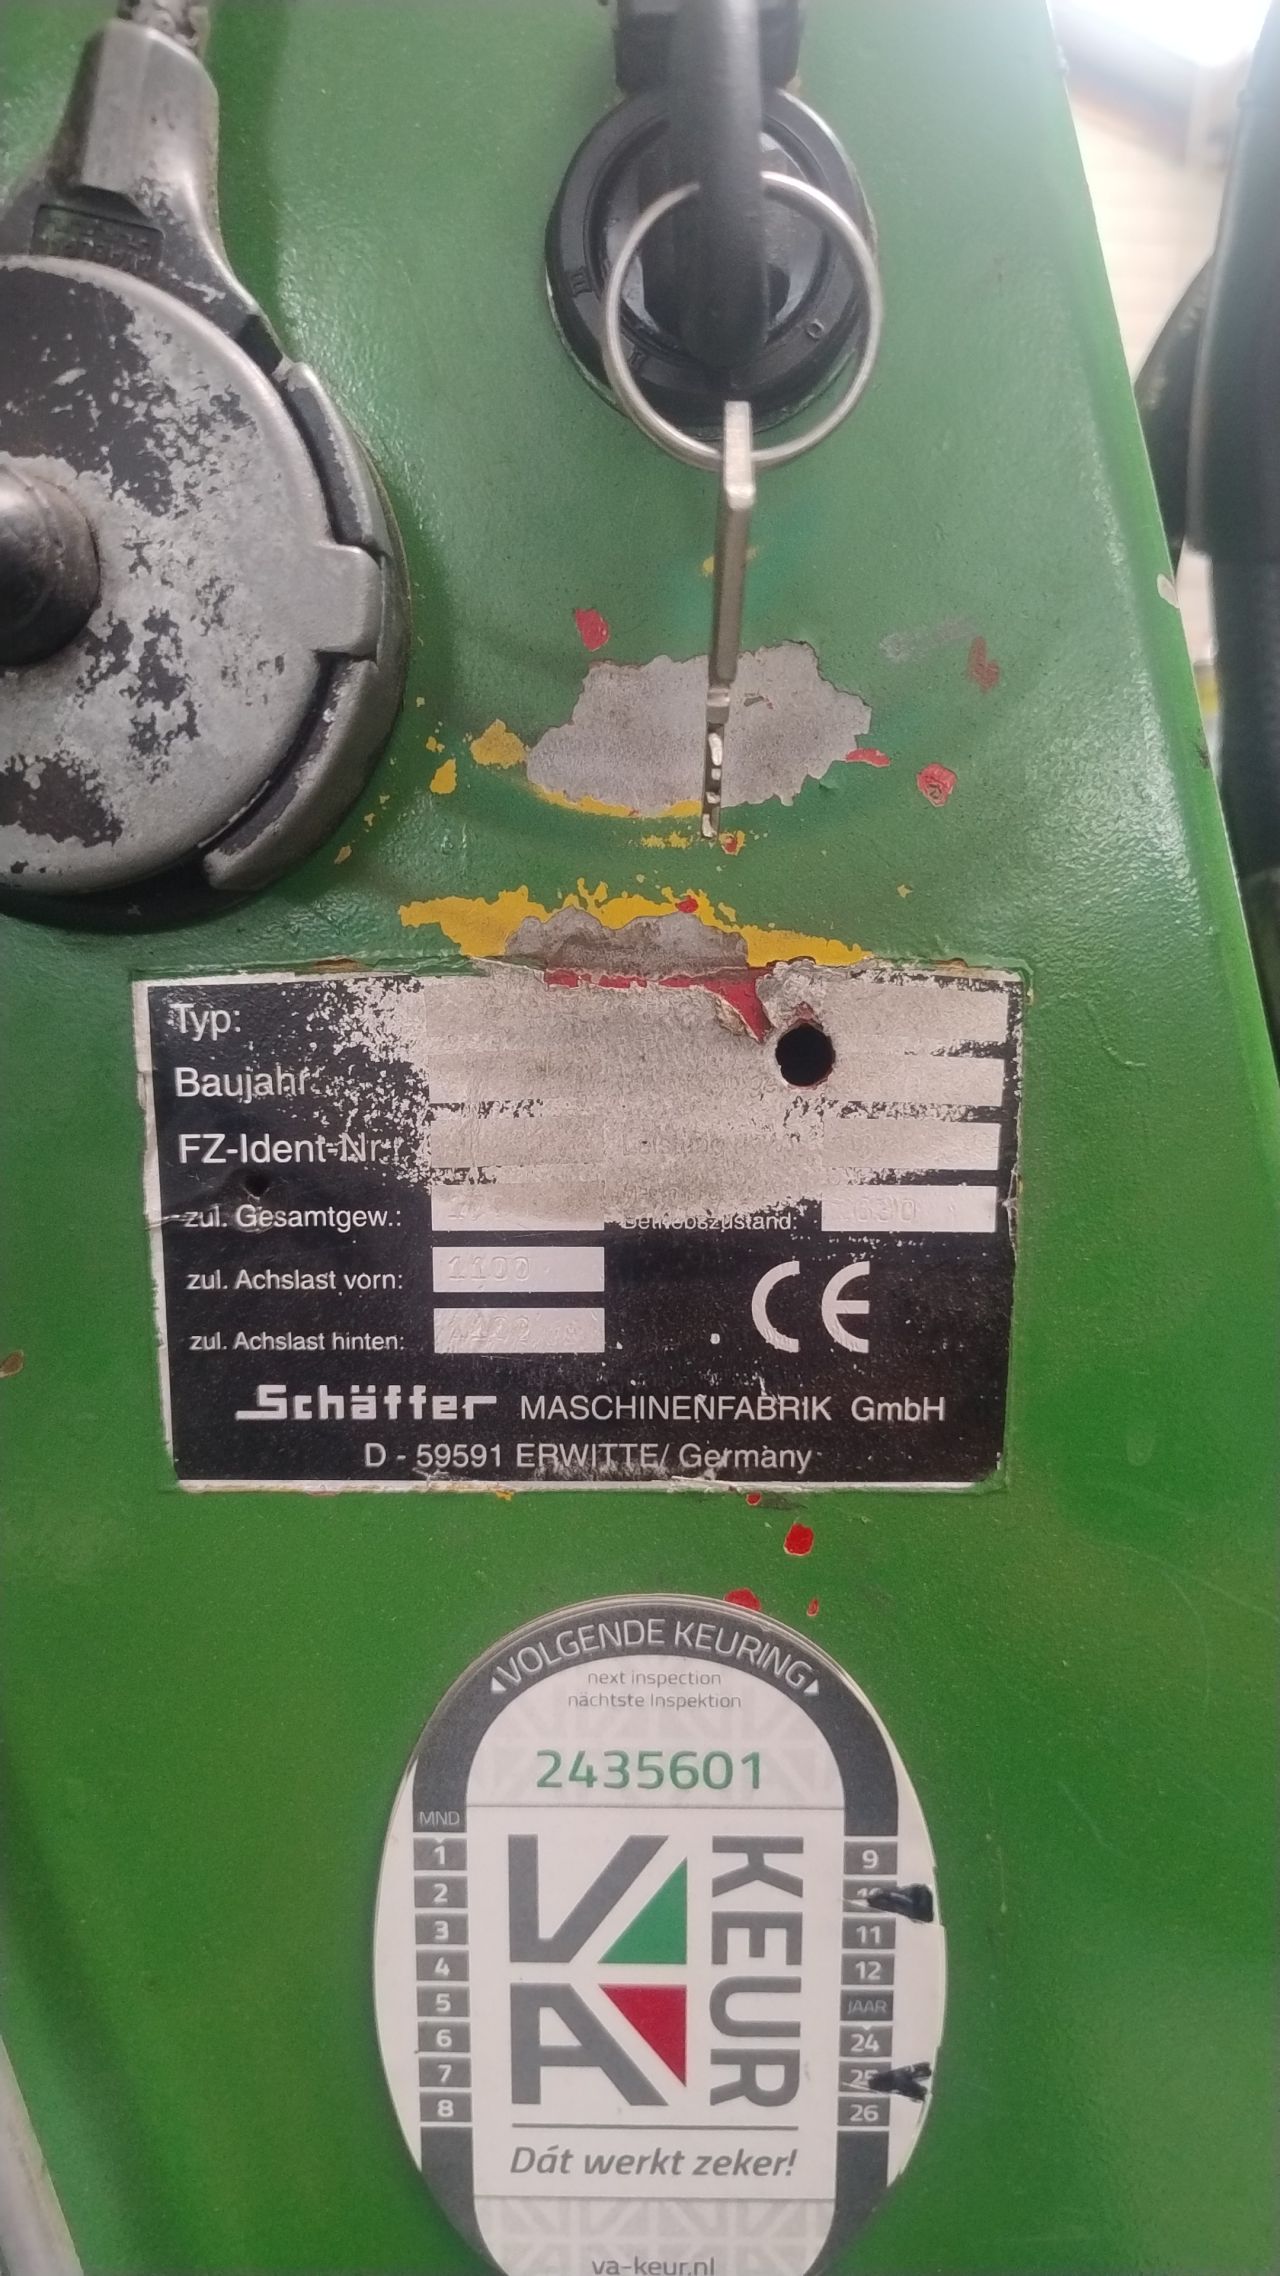 Typ:
Baujahr:
FZ-Ident-Nr.:
zul. Gesamtgew.:
Betriebszustand:
zul. Achslast vorn: 1100
zul. Achslast hinten:
CE
Schäffer MASCHINENFABRIK GmbH
D - 59591 ERWITTE/ Germany
VOLGENDE KEURING
next inspection
nächtste Inspektion
2435601
MND
1
2
3
4
5
6
7
8
VA
KEUR
9
10
11
12
JAAR
24
25
26
Dát werkt zeker!
va-keur.nl